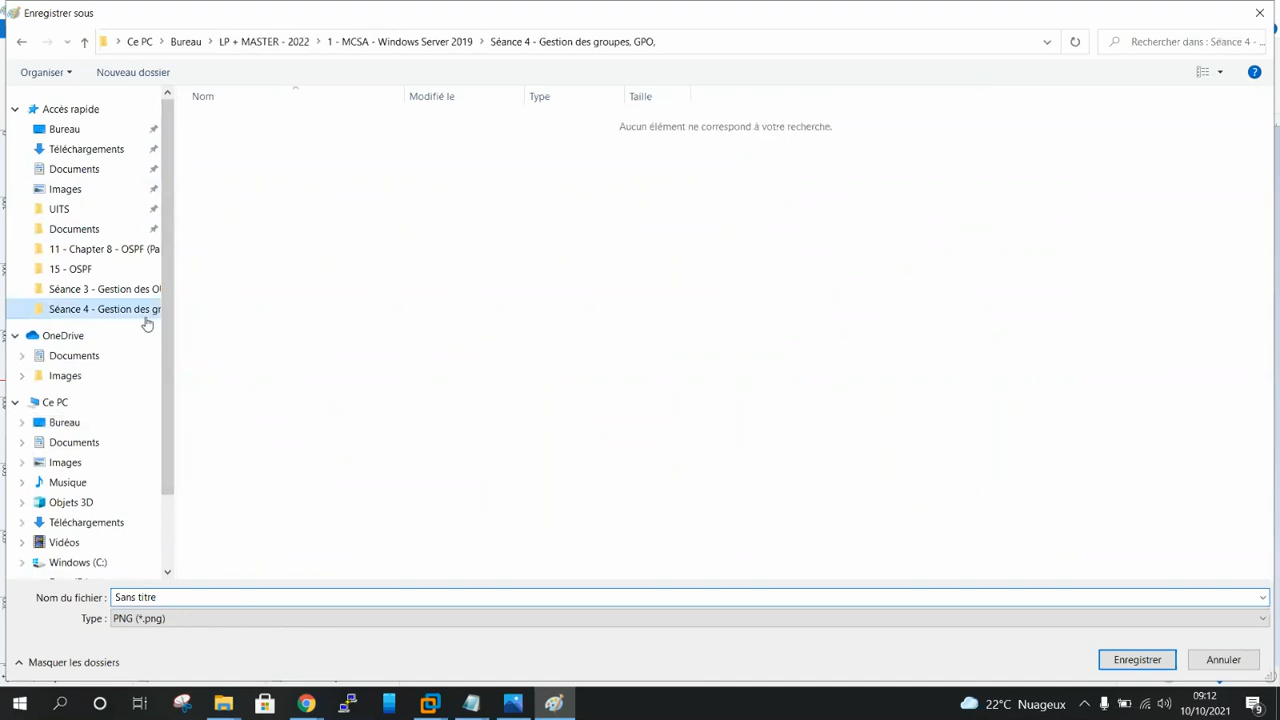 Enregistrer sous
Ce PC > Bureau > LP + MASTER - 2022 > 1 - MCSA - Windows Server 2019 > Séance 4 - Gestion des groupes, GPO,
Rechercher dans : Séance 4 - ...
Organiser
Nouveau dossier
Nom
Modifié le
Type
Taille
Aucun élément ne correspond à votre recherche.
Accès rapide
Bureau
Téléchargements
Documents
Images
UITS
Documents
11 - Chapter 8 - OSPF (Pa
15 - OSPF
Séance 3 - Gestion des OU
Séance 4 - Gestion des gr
OneDrive
Documents
Images
Ce PC
Bureau
Documents
Images
Musique
Objets 3D
Téléchargements
Vidéos
Windows (C:)
Nom du fichier : Sans titre
Type : PNG (*.png)
Masquer les dossiers
Enregistrer
Annuler
22°C Nuageux
09:12
10/10/2021
9